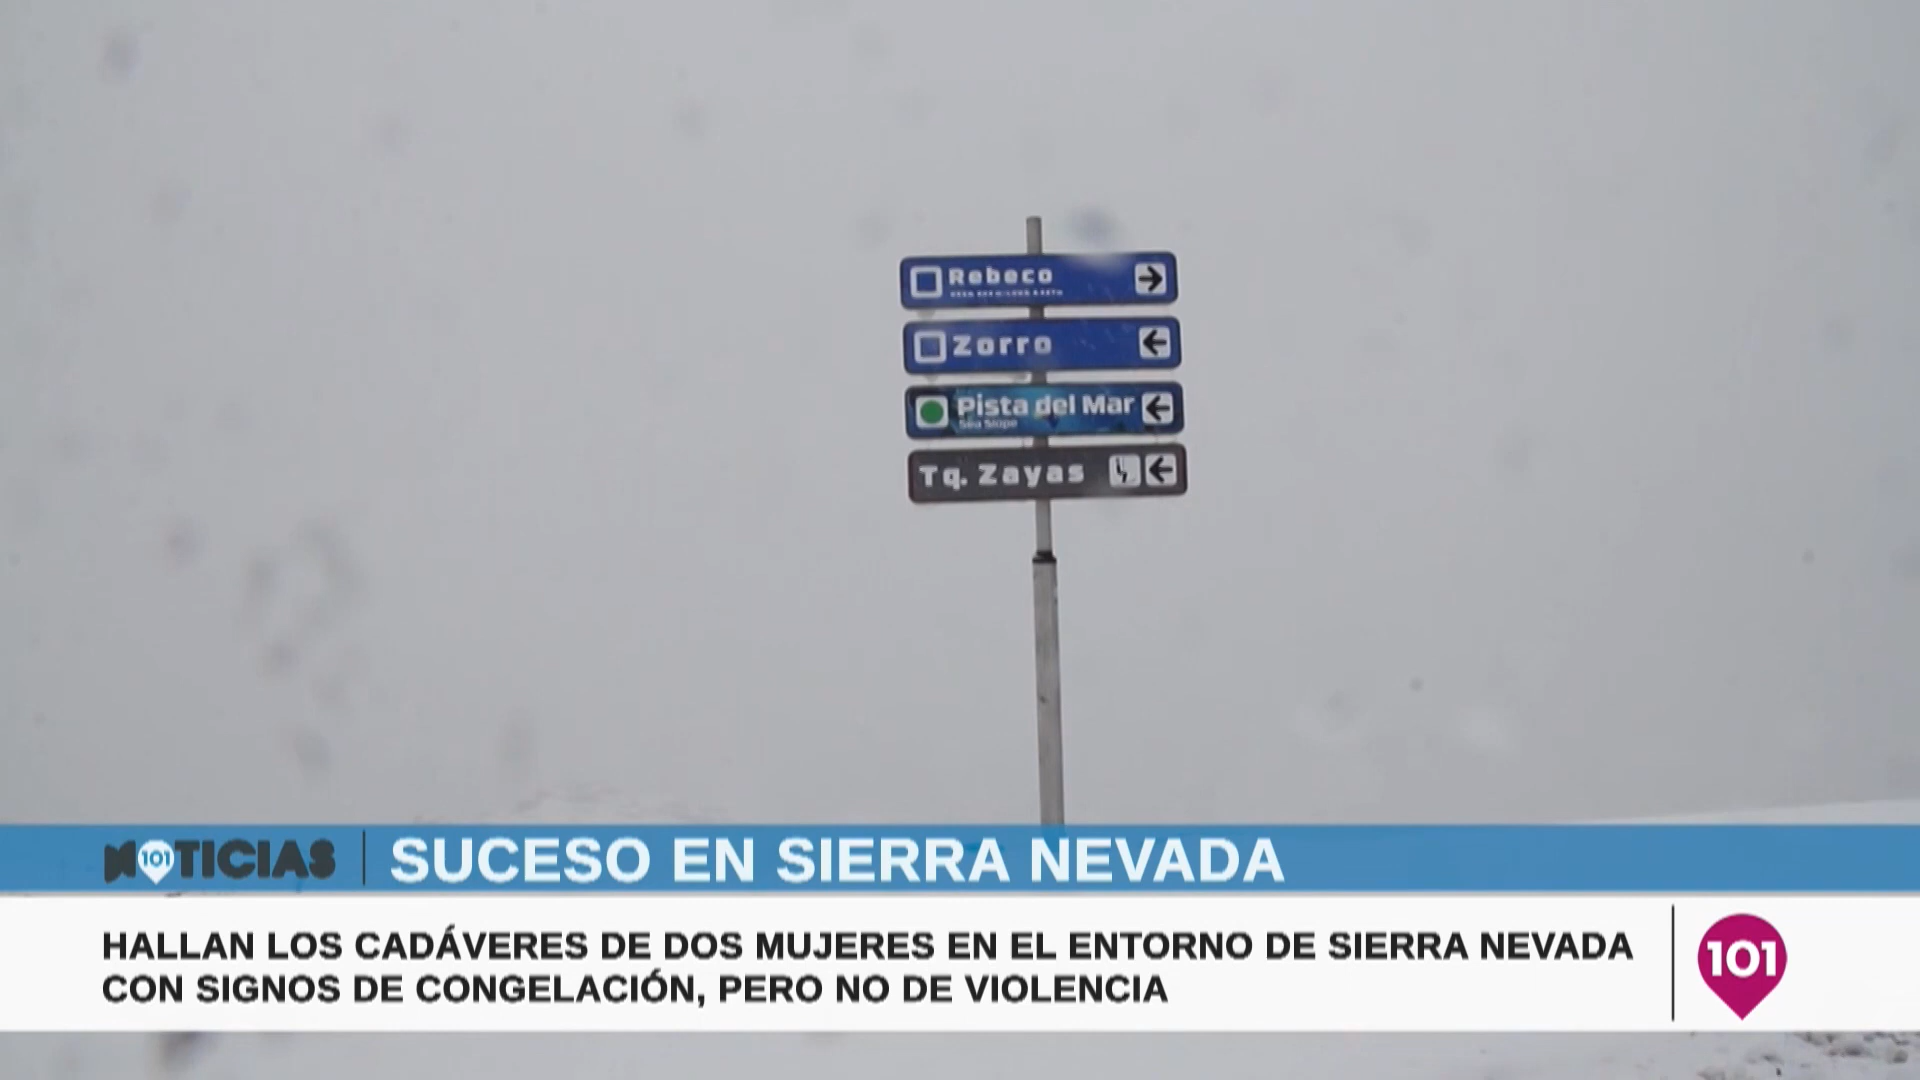 Rebeco
Zorro
Pista del Mar
Sea Slope
Tq. Zayas
NOTICIAS
101
SUCESO EN SIERRA NEVADA
HALLAN LOS CADÁVERES DE DOS MUJERES EN EL ENTORNO DE SIERRA NEVADA
CON SIGNOS DE CONGELACIÓN, PERO NO DE VIOLENCIA
101